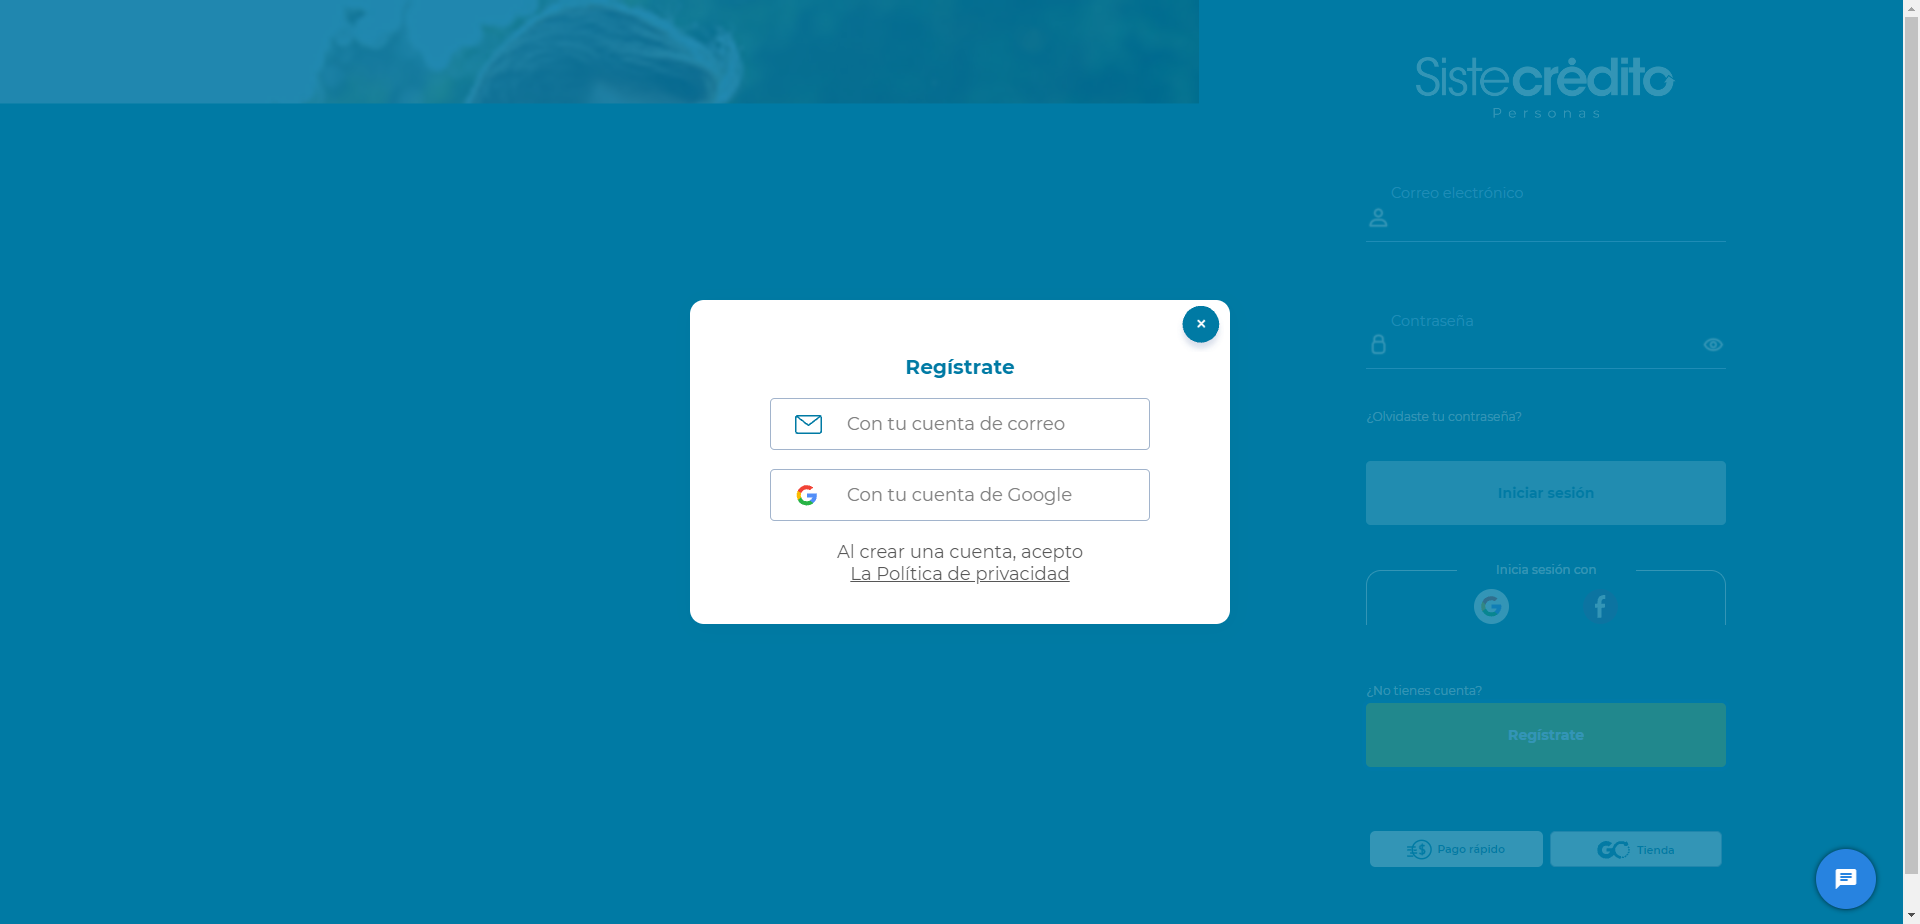 Sistecrédito
Personas
Correo electrónico
Contraseña
¿Olvidaste tu contraseña?
Iniciar sesión
Inicia sesión con
¿No tienes cuenta?
Regístrate
Pago rápido
GO Tienda
×
Regístrate
Con tu cuenta de correo
Con tu cuenta de Google
Al crear una cuenta, acepto
La Política de privacidad